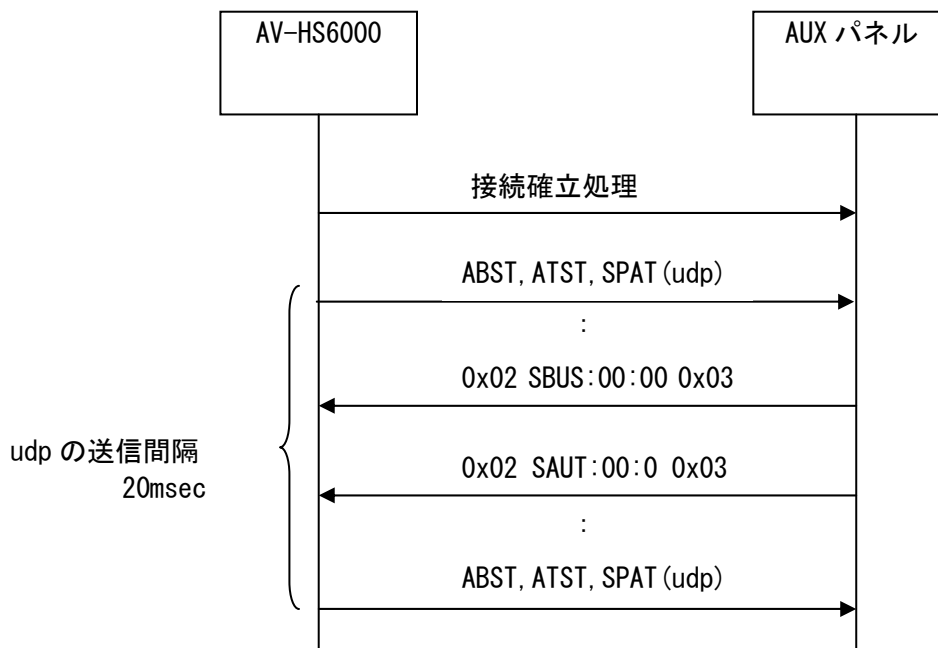 AV-HS6000
AUX パネル
接続確立処理
ABST, ATST, SPAT(udp)
:
0x02 SBUS:00:00 0x03
udp の送信間隔
20msec
0x02 SAUT:00:0 0x03
:
ABST, ATST, SPAT(udp)